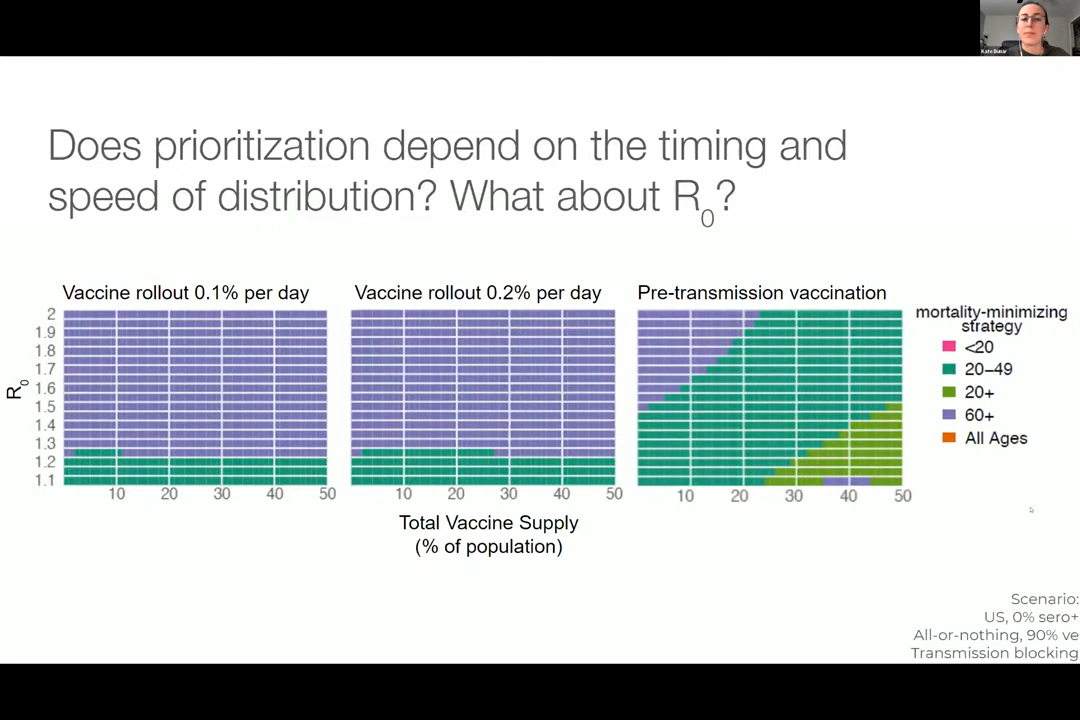 Kate Bubar
Does prioritization depend on the timing and
speed of distribution? What about R0?
Vaccine rollout 0.1% per day
Vaccine rollout 0.2% per day
Pre-transmission vaccination
R0
2
1.9
1.8
1.7
1.6
1.5
1.4
1.3
1.2
1.1
10 20 30 40 50
10 20 30 40 50
10 20 30 40 50
Total Vaccine Supply
(% of population)
mortality-minimizing
strategy
<20
20–49
20+
60+
All Ages
Scenario:
US, 0% sero+
All-or-nothing, 90% ve
Transmission blocking